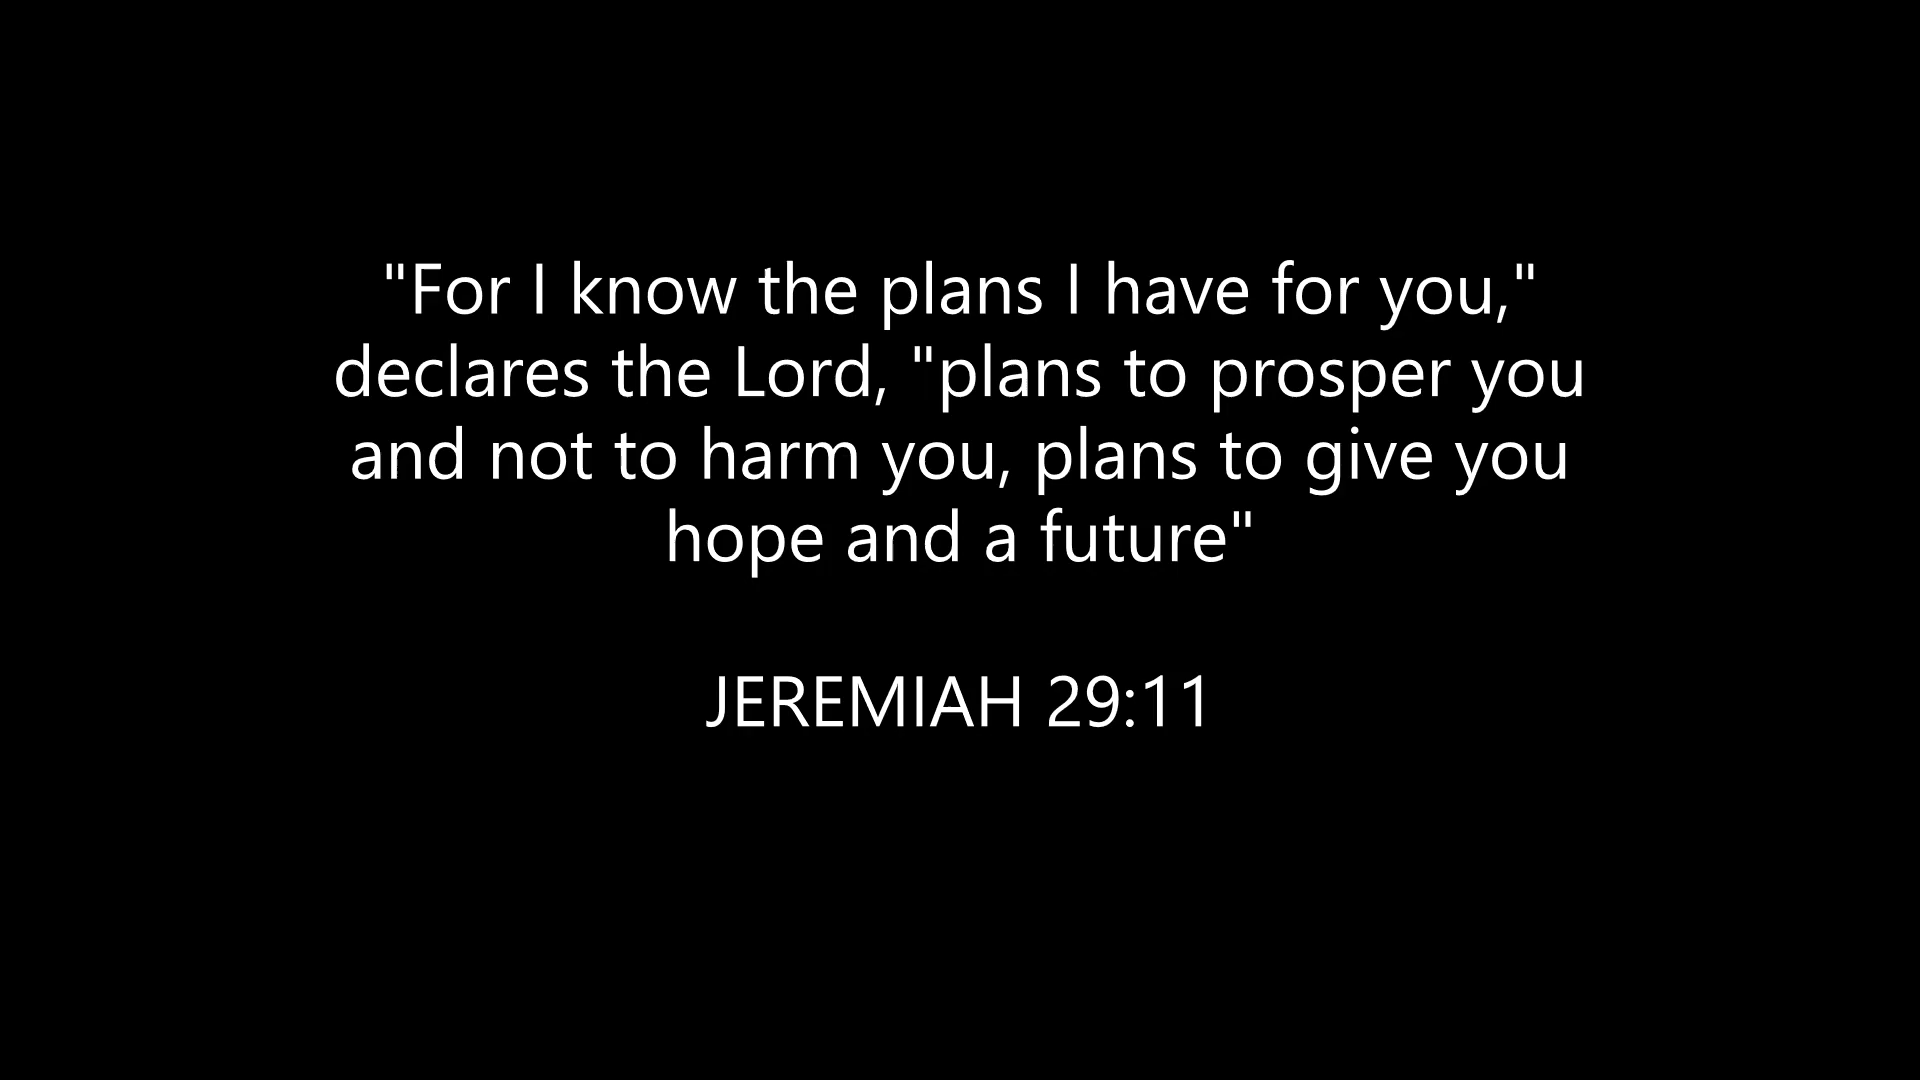 "For I know the plans I have for you,"
declares the Lord, "plans to prosper you
and not to harm you, plans to give you
hope and a future"
JEREMIAH 29:11